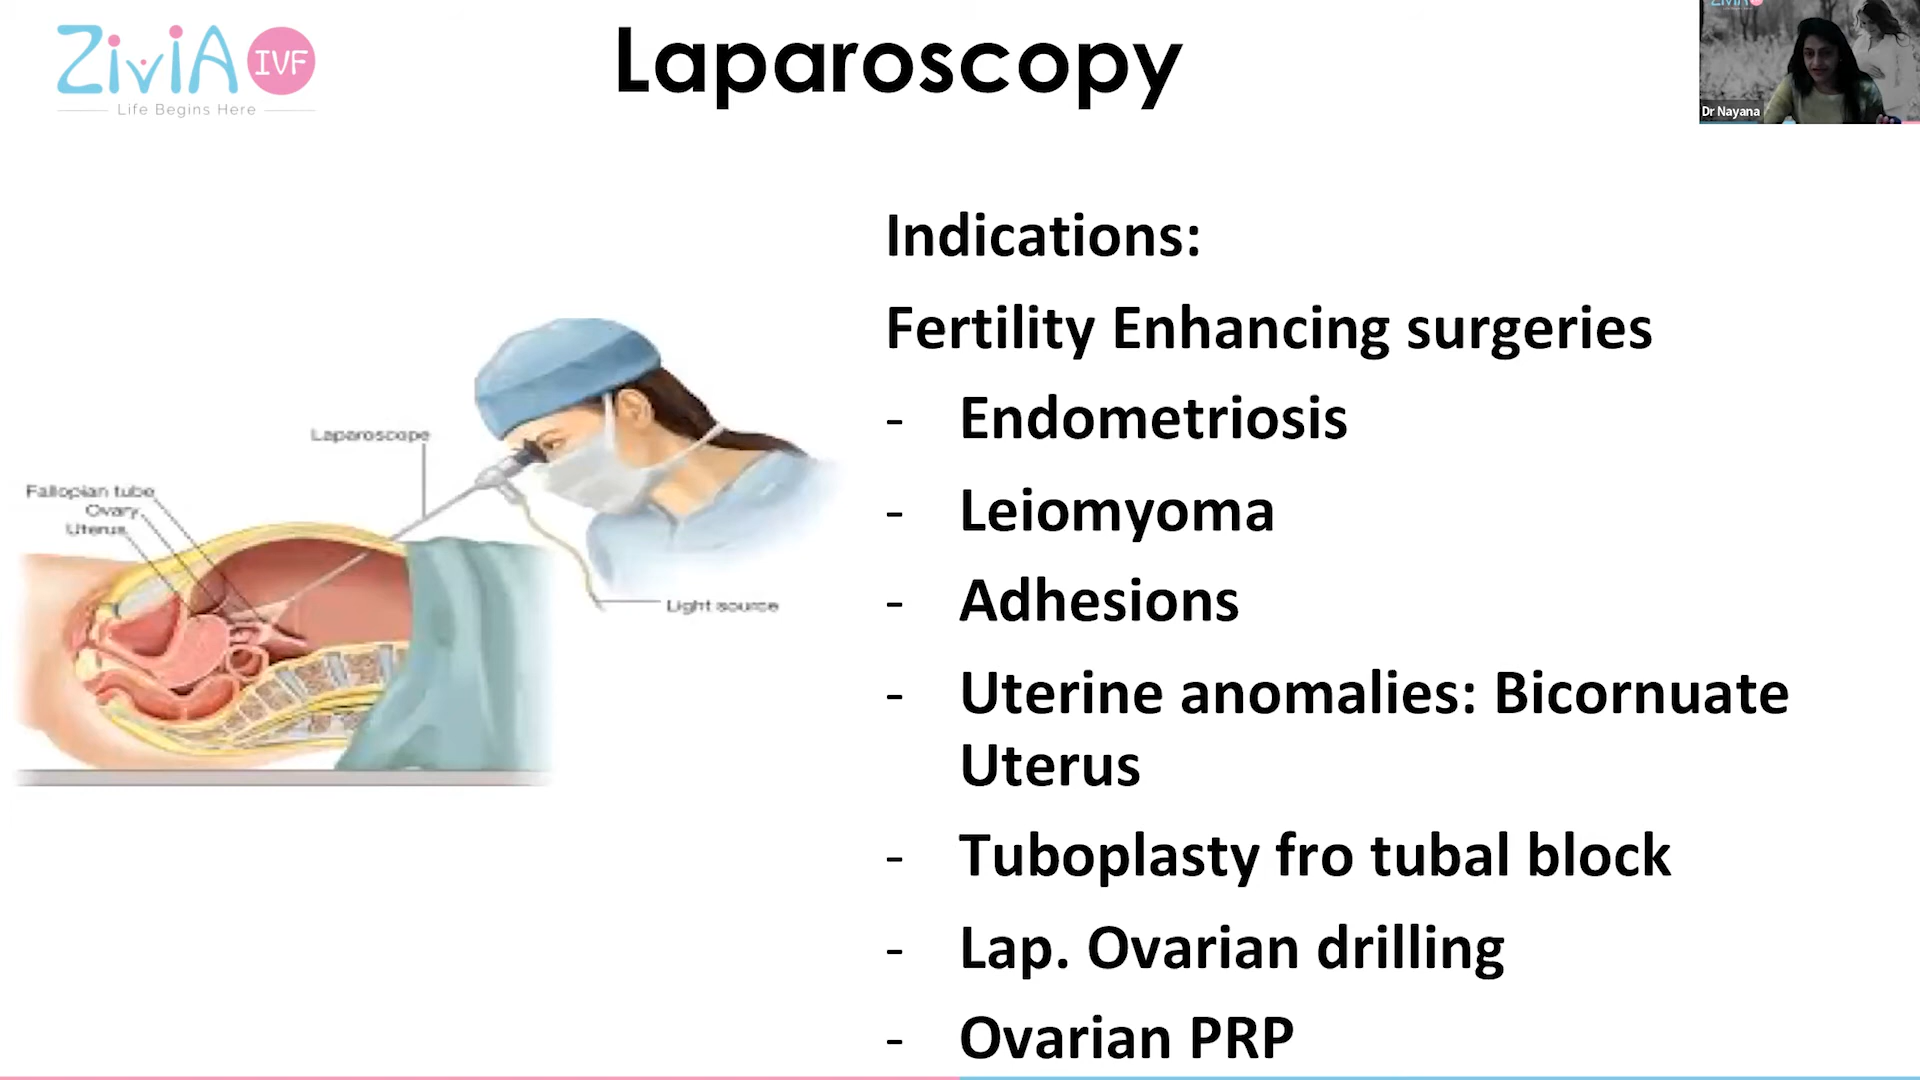 ZiViA IVF
Life Begins Here
Laparoscopy
Dr Nayana
Indications:
Fertility Enhancing surgeries
- Endometriosis
- Leiomyoma
- Adhesions
- Uterine anomalies: Bicornuate
Uterus
- Tuboplasty fro tubal block
- Lap. Ovarian drilling
- Ovarian PRP
Laparoscope
Fallopian tube
Ovary
Uterus
Light source